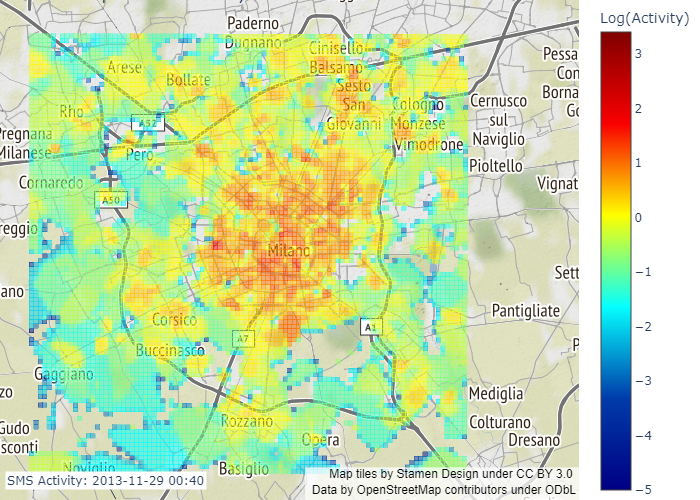 Log(Activity)
3
2
1
0
−1
−2
−3
−4
−5
Paderno
Dugnano
Cinisello
Balsamo
Arese
Bollate
Sesto
San
Giovanni
Cologno
Monzese
Vimodrone
Cernusco
sul
Naviglio
Pioltello
Pessa
Con
Borna
Go
Rho
A52
Pero
Pregnana
Milanese
Cornaredo
A50
Vignat
reggio
Milano
Sett
ano
Pantigliate
Corsico
A7
A1
P
Buccinasco
Gaggiano
zo
Mediglia
Rozzano
Colturano
Gudo
sconti
Opera
Dresano
Noviglio
Basiglio
SMS Activity: 2013-11-29 00:40
Map tiles by Stamen Design under CC BY 3.0
Data by OpenStreetMap contributors under ODbL